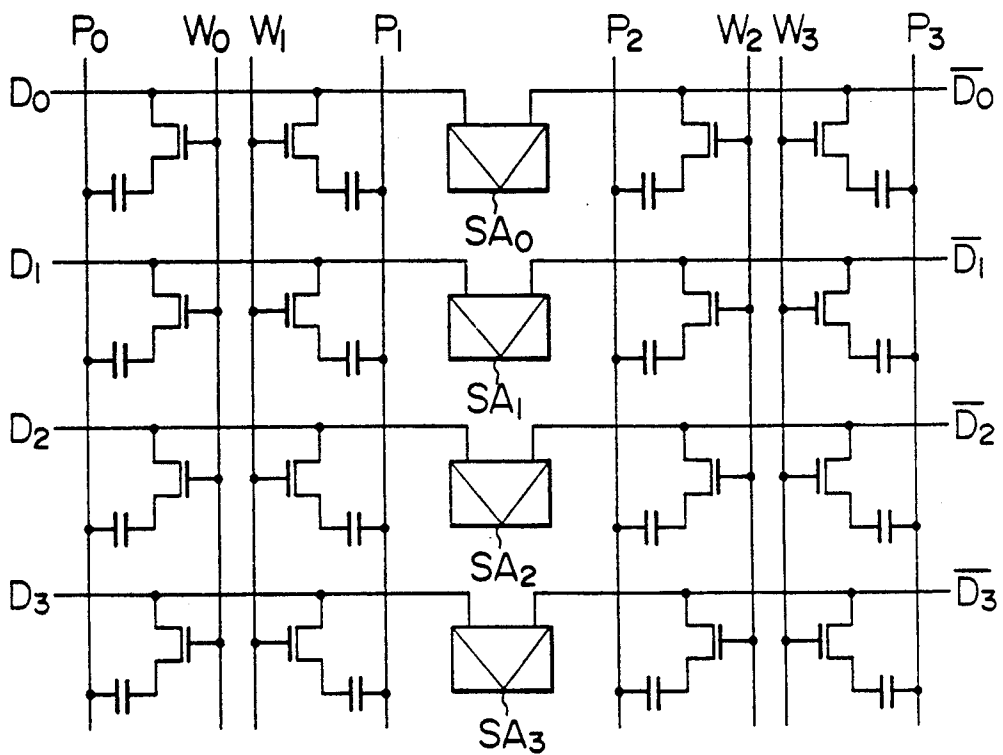 P₀ W₀ W₁ P₁ P₂ W₂ W₃ P₃
D₀ D̅₀
SA₀
D₁ D̅₁
SA₁
D₂ D̅₂
SA₂
D₃ D̅₃
SA₃